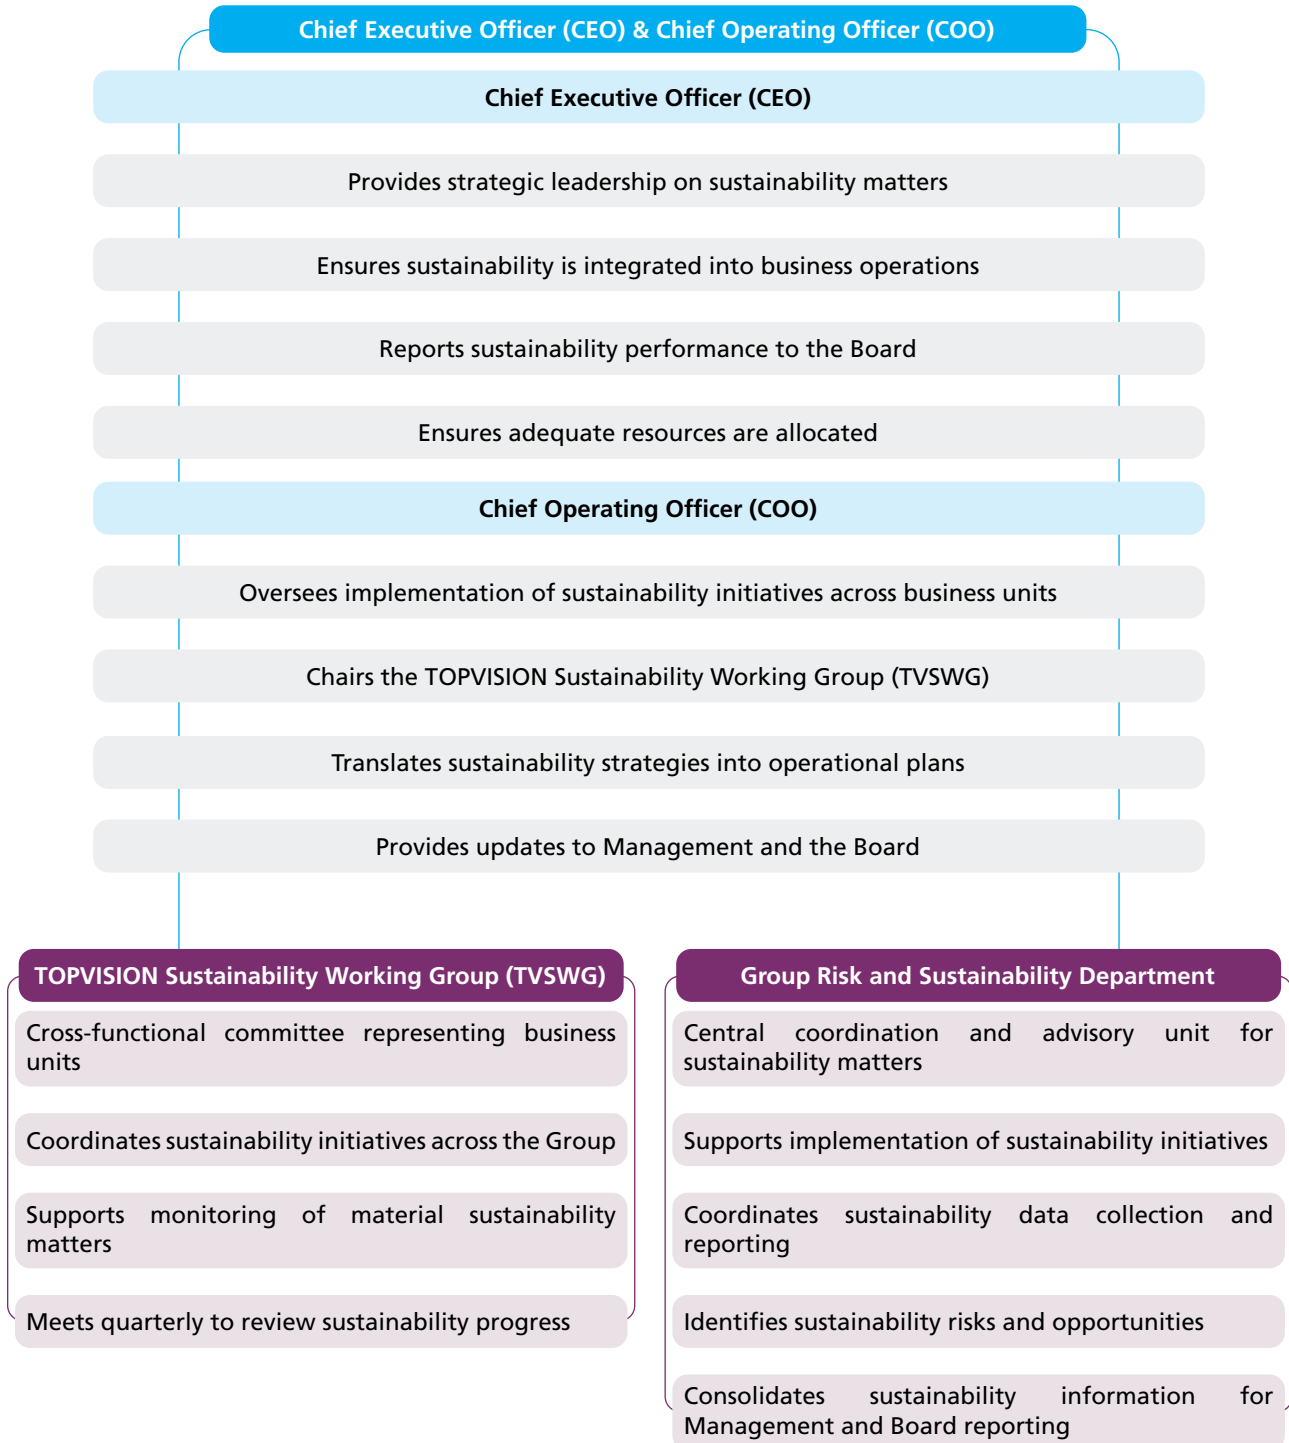 Chief Executive Officer (CEO) & Chief Operating Officer (COO)
Chief Executive Officer (CEO)
Provides strategic leadership on sustainability matters
Ensures sustainability is integrated into business operations
Reports sustainability performance to the Board
Ensures adequate resources are allocated
Chief Operating Officer (COO)
Oversees implementation of sustainability initiatives across business units
Chairs the TOPVISION Sustainability Working Group (TVSWG)
Translates sustainability strategies into operational plans
Provides updates to Management and the Board
TOPVISION Sustainability Working Group (TVSWG)
Cross-functional committee representing business
units
Coordinates sustainability initiatives across the Group
Supports monitoring of material sustainability
matters
Meets quarterly to review sustainability progress
Group Risk and Sustainability Department
Central coordination and advisory unit for
sustainability matters
Supports implementation of sustainability initiatives
Coordinates sustainability data collection and
reporting
Identifies sustainability risks and opportunities
Consolidates sustainability information for
Management and Board reporting